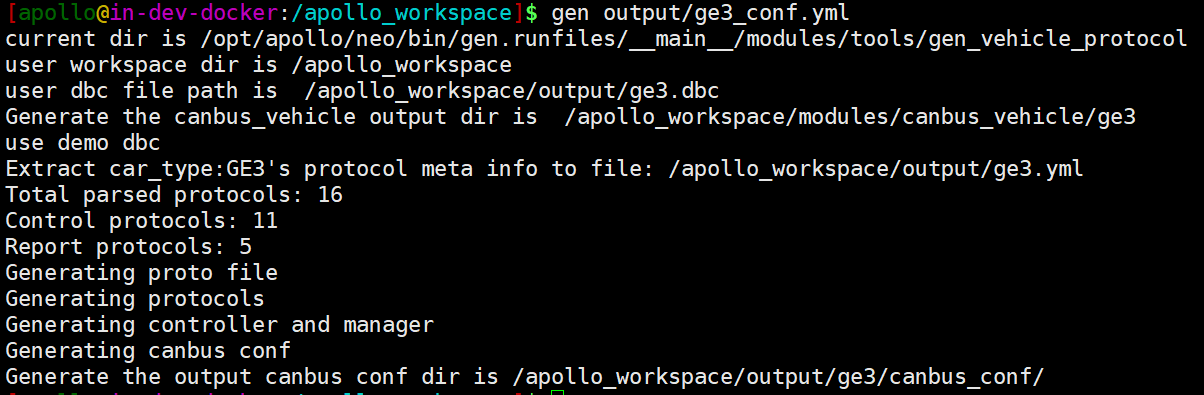 [apollo@in-dev-docker:/apollo_workspace]$ gen output/ge3_conf.yml
current dir is /opt/apollo/neo/bin/gen.runfiles/__main__/modules/tools/gen_vehicle_protocol
user workspace dir is /apollo_workspace
user dbc file path is  /apollo_workspace/output/ge3.dbc
Generate the canbus_vehicle output dir is  /apollo_workspace/modules/canbus_vehicle/ge3
use demo dbc
Extract car_type:GE3's protocol meta info to file: /apollo_workspace/output/ge3.yml
Total parsed protocols: 16
Control protocols: 11
Report protocols: 5
Generating proto file
Generating protocols
Generating controller and manager
Generating canbus conf
Generate the output canbus conf dir is /apollo_workspace/output/ge3/canbus_conf/